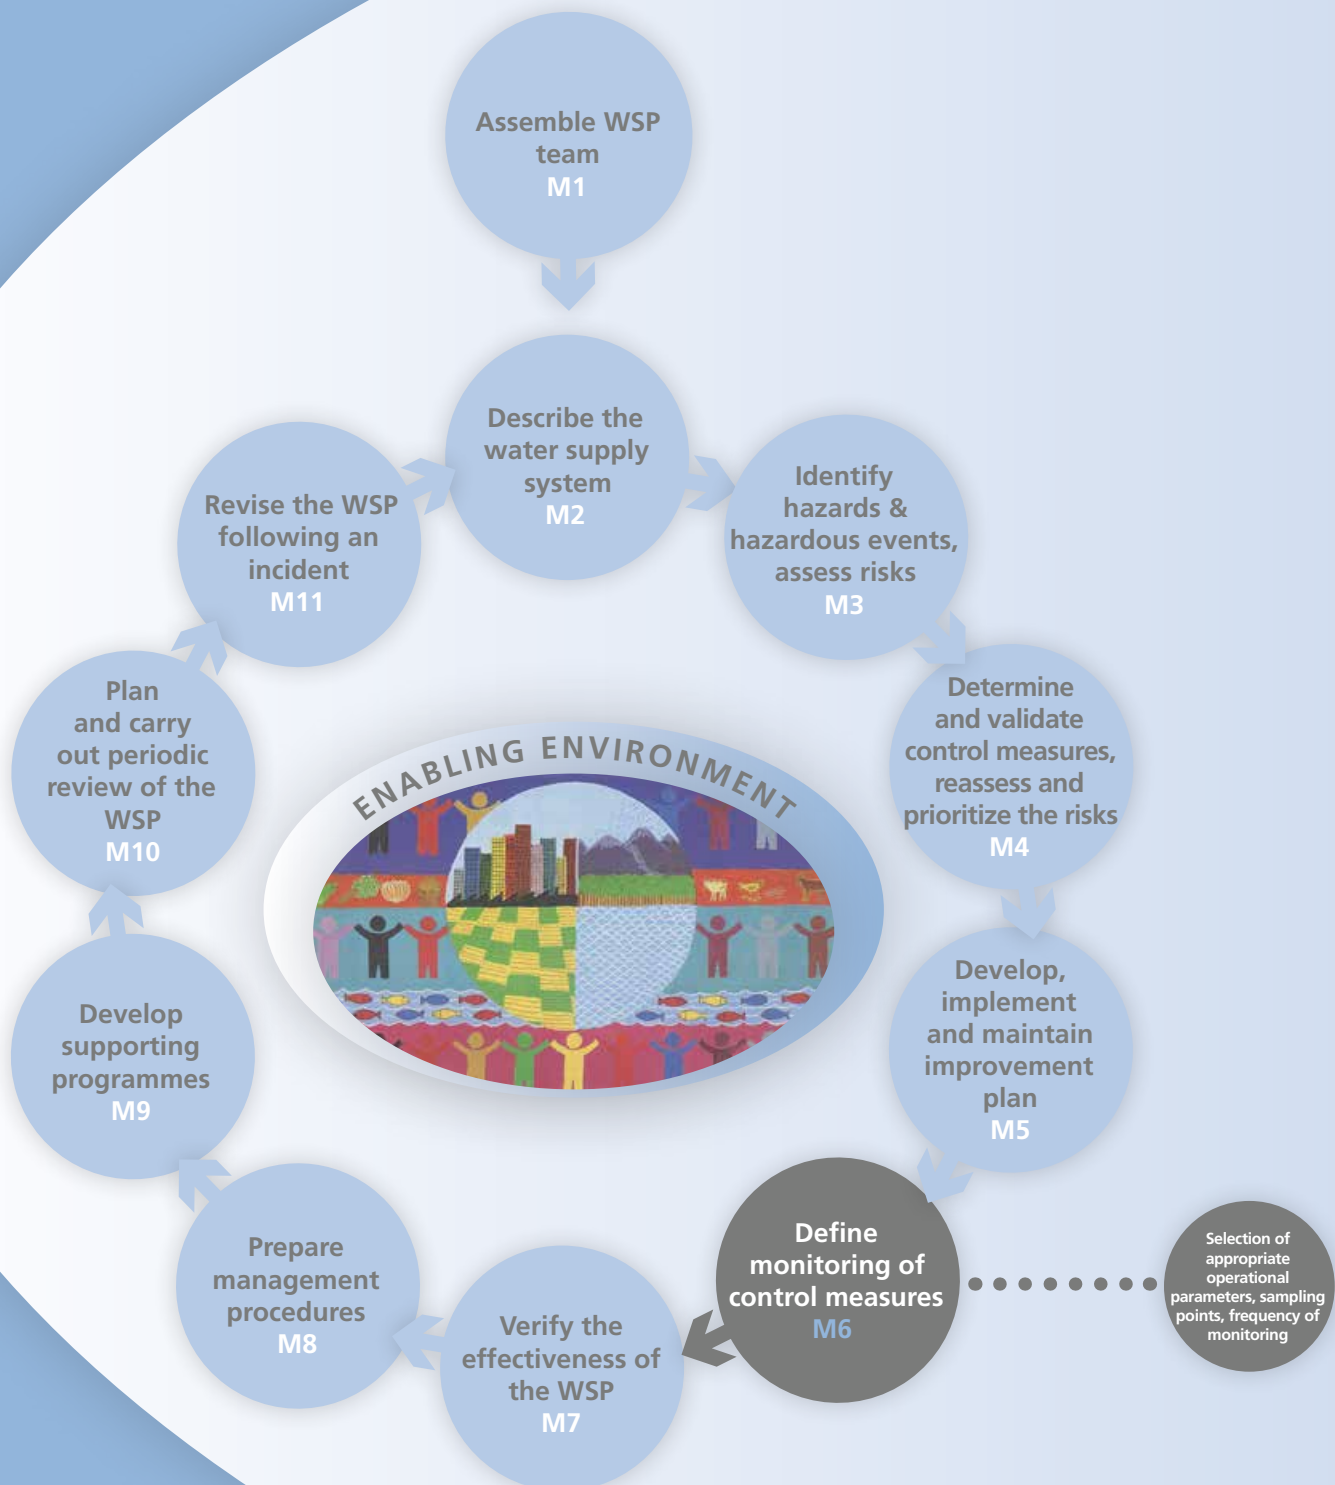 Assemble WSP
team
M1
Describe the
water supply
system
M2
Identify
hazards &
hazardous events,
assess risks
M3
Determine
and validate
control measures,
reassess and
prioritize the risks
M4
Develop,
implement
and maintain
improvement
plan
M5
Define
monitoring of
control measures
M6
Selection of
appropriate
operational
parameters, sampling
points, frequency of
monitoring
Verify the
effectiveness of
the WSP
M7
Prepare
management
procedures
M8
Develop
supporting
programmes
M9
Plan
and carry
out periodic
review of the
WSP
M10
Revise the WSP
following an
incident
M11
ENABLING ENVIRONMENT